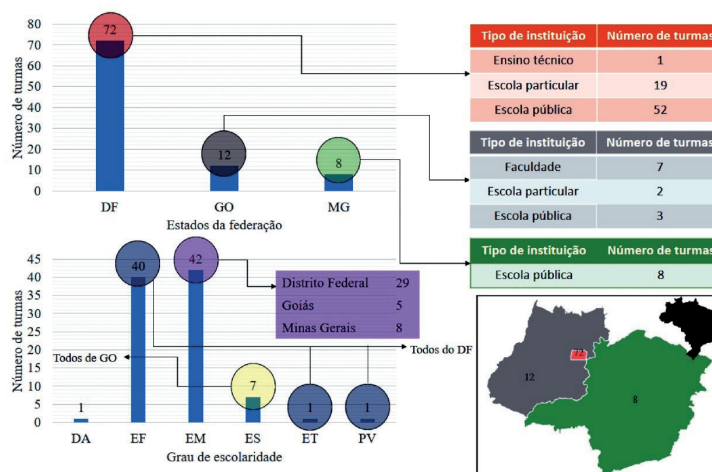 Número de turmas
80
70
60
50
40
30
20
10
0
72
12
8
DF GO MG
Estados da federação
Tipo de instituição Número de turmas
Ensino técnico 1
Escola particular 19
Escola pública 52
Tipo de instituição Número de turmas
Faculdade 7
Escola particular 2
Escola pública 3
Tipo de instituição Número de turmas
Escola pública 8
Número de turmas
45
40
35
30
25
20
15
10
5
0
1
40
42
7
1
1
Distrito Federal 29
Goiás 5
Minas Gerais 8
Todos de GO
Todos do DF
DA EF EM ES ET PV
Grau de escolaridade
72
12
8